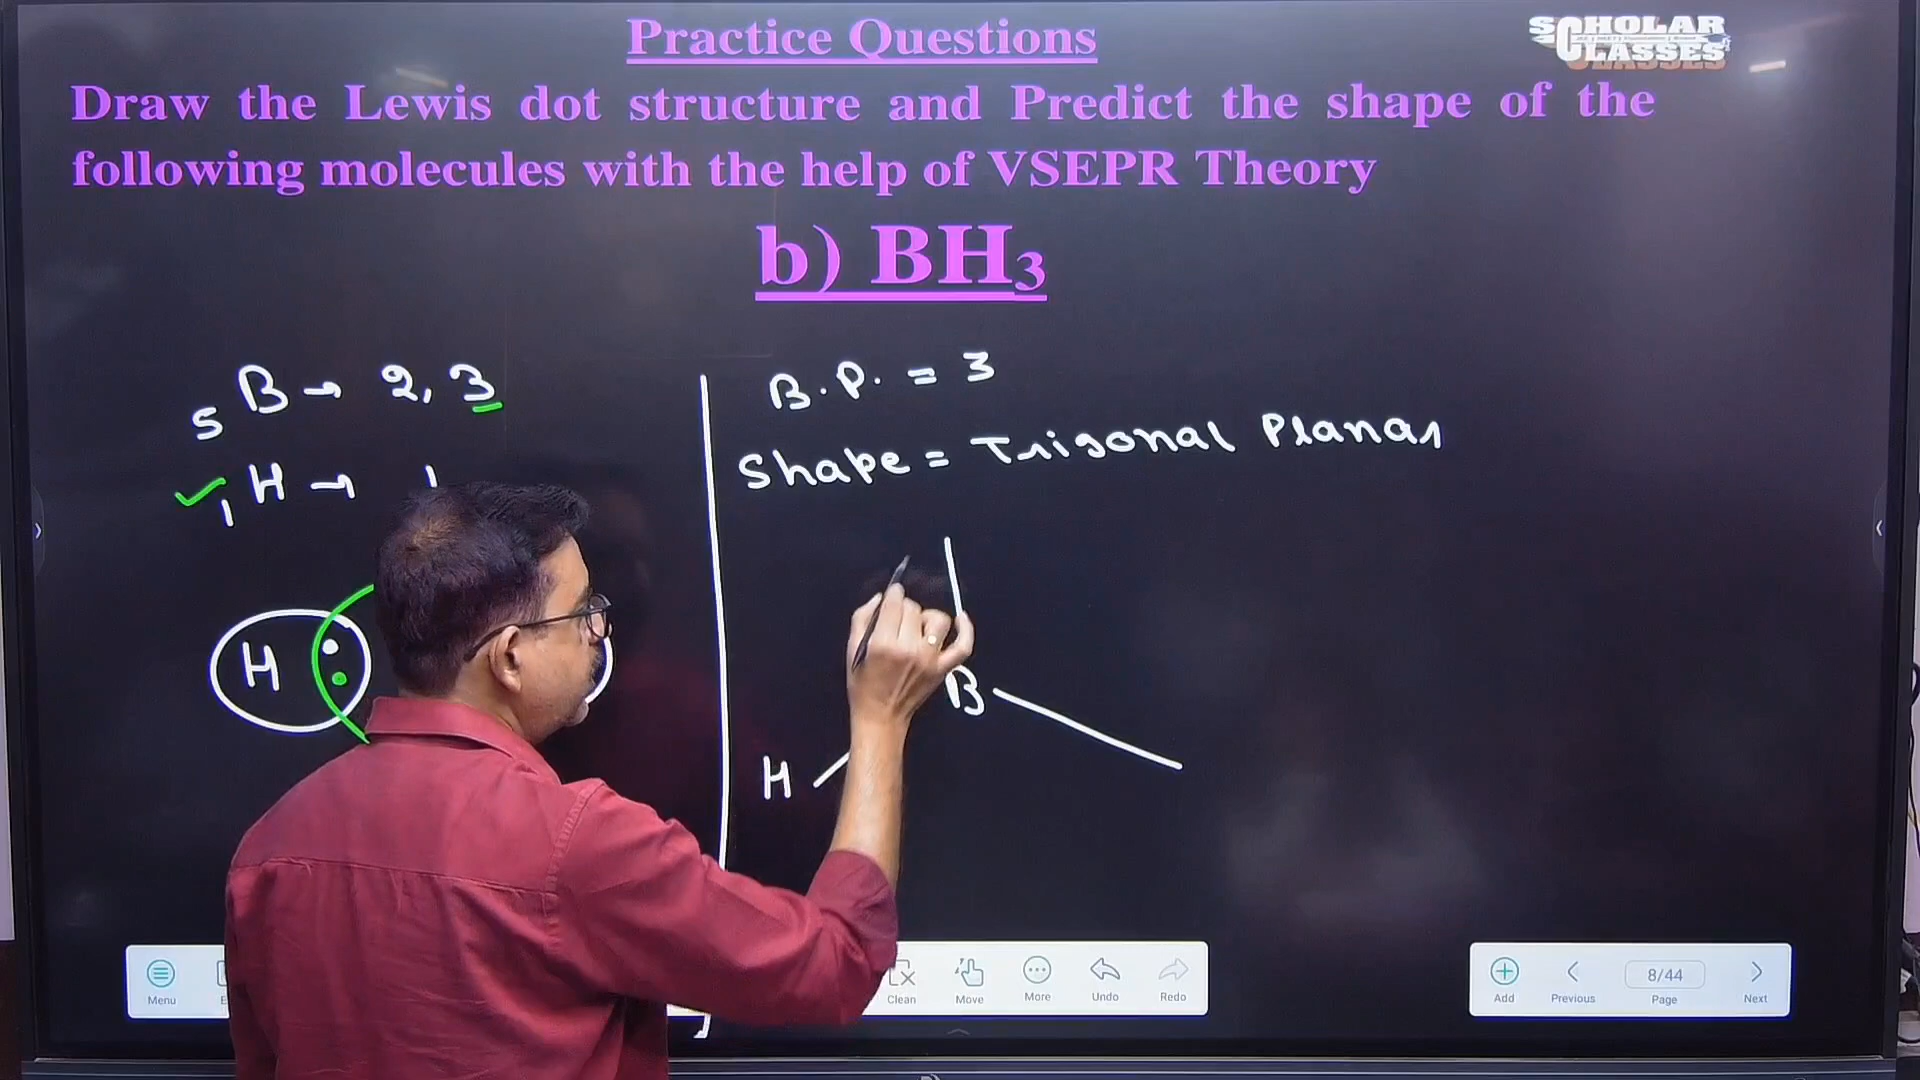 Practice Questions
SCHOLAR
CLASSES
Draw the Lewis dot structure and Predict the shape of the
following molecules with the help of VSEPR Theory
b) BH₃
₅B → 2, 3
₁H → 1
H
B.P. = 3
Shape = Trigonal Planar
B
H
Menu
Clean
Move
More
Undo
Redo
Add
Previous
8/44
Page
Next